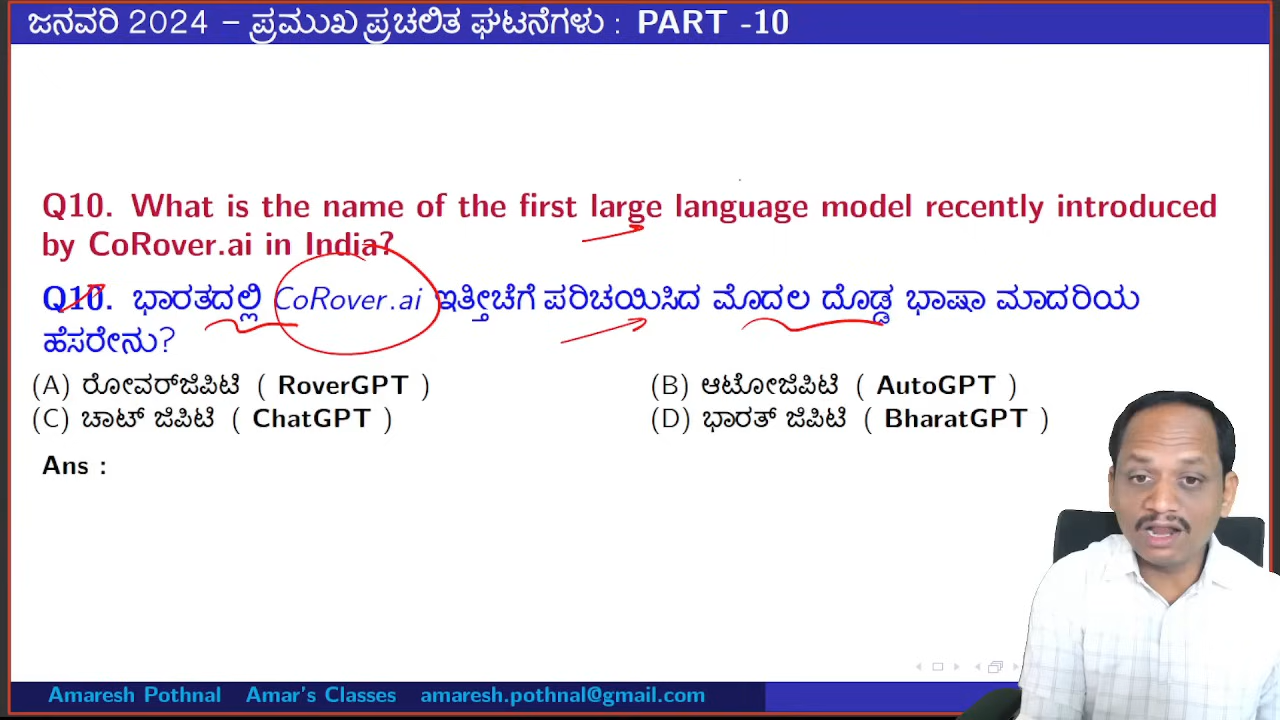 ಜನವರಿ 2024 – ಪ್ರಮುಖ ಪ್ರಚಲಿತ ಘಟನೆಗಳು : PART -10
Q10. What is the name of the first large language model recently introduced
by CoRover.ai in India?
Q10. ಭಾರತದಲ್ಲಿ CoRover.ai ಇತ್ತೀಚೆಗೆ ಪರಿಚಯಿಸಿದ ಮೊದಲ ದೊಡ್ಡ ಭಾಷಾ ಮಾದರಿಯ
ಹೆಸರೇನು?
(A) ರೋವರ್‌ಜಿಪಿಟಿ ( RoverGPT ) (B) ಆಟೋಜಿಪಿಟಿ ( AutoGPT )
(C) ಚಾಟ್ ಜಿಪಿಟಿ ( ChatGPT ) (D) ಭಾರತ್ ಜಿಪಿಟಿ ( BharatGPT )
Ans :
Amaresh Pothnal Amar's Classes amaresh.pothnal@gmail.com